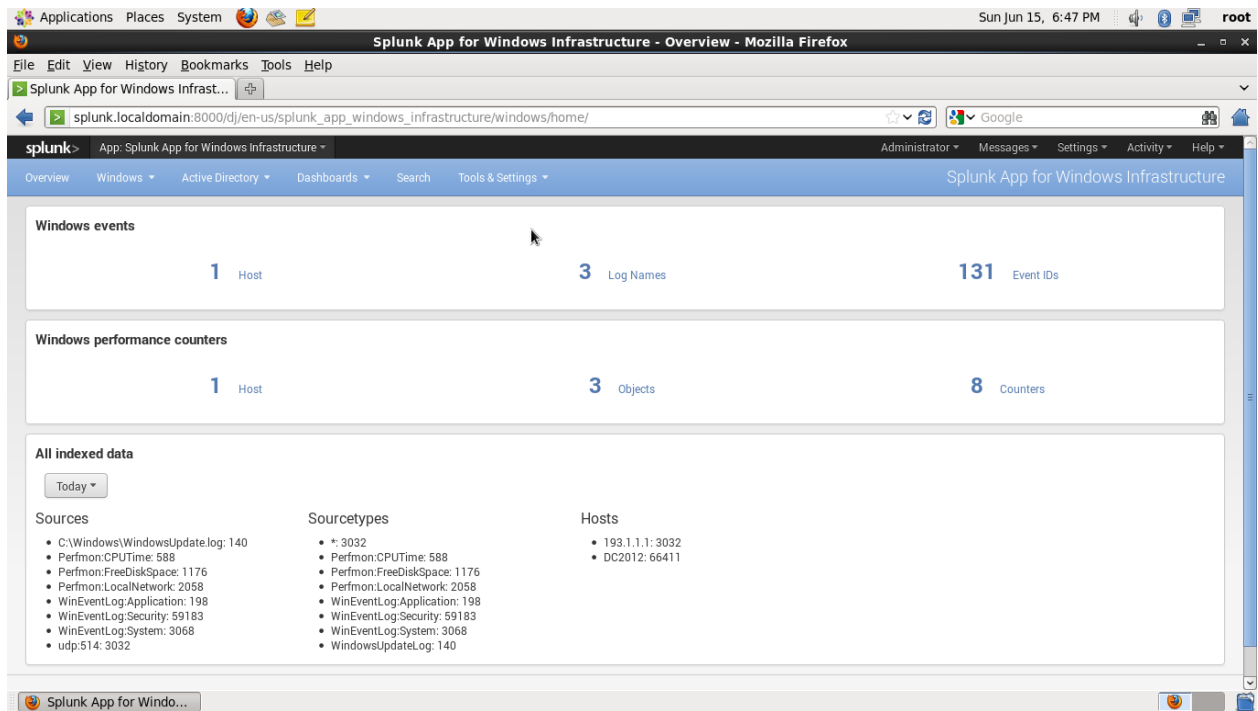 Applications Places System Sun Jun 15, 6:47 PM root
Splunk App for Windows Infrastructure - Overview - Mozilla Firefox
File Edit View History Bookmarks Tools Help
Splunk App for Windows Infrast...
splunk.localdomain:8000/dj/en-us/splunk_app_windows_infrastructure/windows/home/ Google
splunk> App: Splunk App for Windows Infrastructure Administrator Messages Settings Activity Help
Overview Windows Active Directory Dashboards Search Tools & Settings Splunk App for Windows Infrastructure
Windows events
1 Host 3 Log Names 131 Event IDs
Windows performance counters
1 Host 3 Objects 8 Counters
All indexed data
Today
Sources
• C:\Windows\WindowsUpdate.log: 140
• Perfmon:CPUTime: 588
• Perfmon:FreeDiskSpace: 1176
• Perfmon:LocalNetwork: 2058
• WinEventLog:Application: 198
• WinEventLog:Security: 59183
• WinEventLog:System: 3068
• udp:514: 3032
Sourcetypes
• *: 3032
• Perfmon:CPUTime: 588
• Perfmon:FreeDiskSpace: 1176
• Perfmon:LocalNetwork: 2058
• WinEventLog:Application: 198
• WinEventLog:Security: 59183
• WinEventLog:System: 3068
• WindowsUpdateLog: 140
Hosts
• 193.1.1.1: 3032
• DC2012: 66411
Splunk App for Windo...